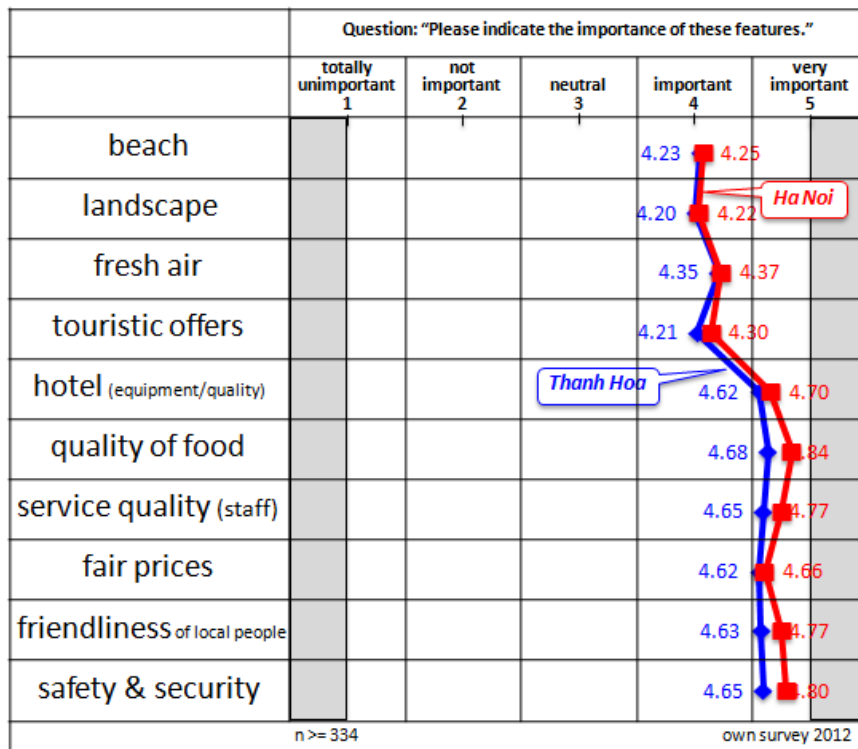 Question: “Please indicate the importance of these features.”
totally unimportant 1
not important 2
neutral 3
important 4
very important 5
beach 4.23 4.25
Ha Noi
landscape 4.20 4.22
fresh air 4.35 4.37
touristic offers 4.21 4.30
Thanh Hoa
hotel (equipment/quality) 4.62 4.70
quality of food 4.68 .84
service quality (staff) 4.65 4.77
fair prices 4.62 4.66
friendliness of local people 4.63 4.77
safety & security 4.65 .80
n >= 334 own survey 2012